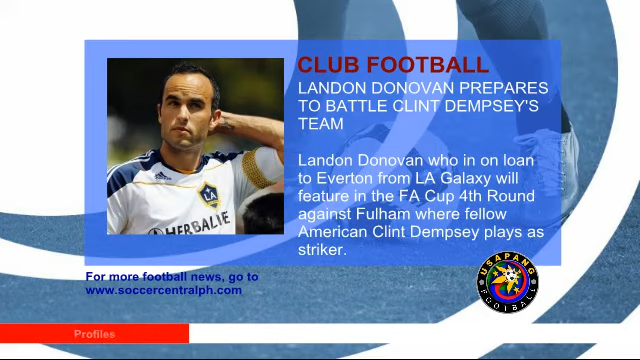 CLUB FOOTBALL
LANDON DONOVAN PREPARES
TO BATTLE CLINT DEMPSEY'S
TEAM
Landon Donovan who in on loan
to Everton from LA Galaxy will
feature in the FA Cup 4th Round
against Fulham where fellow
American Clint Dempsey plays as
striker.
LA
HERBALIFE
For more football news, go to
www.soccercentralph.com
USAPANG
FOOTBALL
Profiles